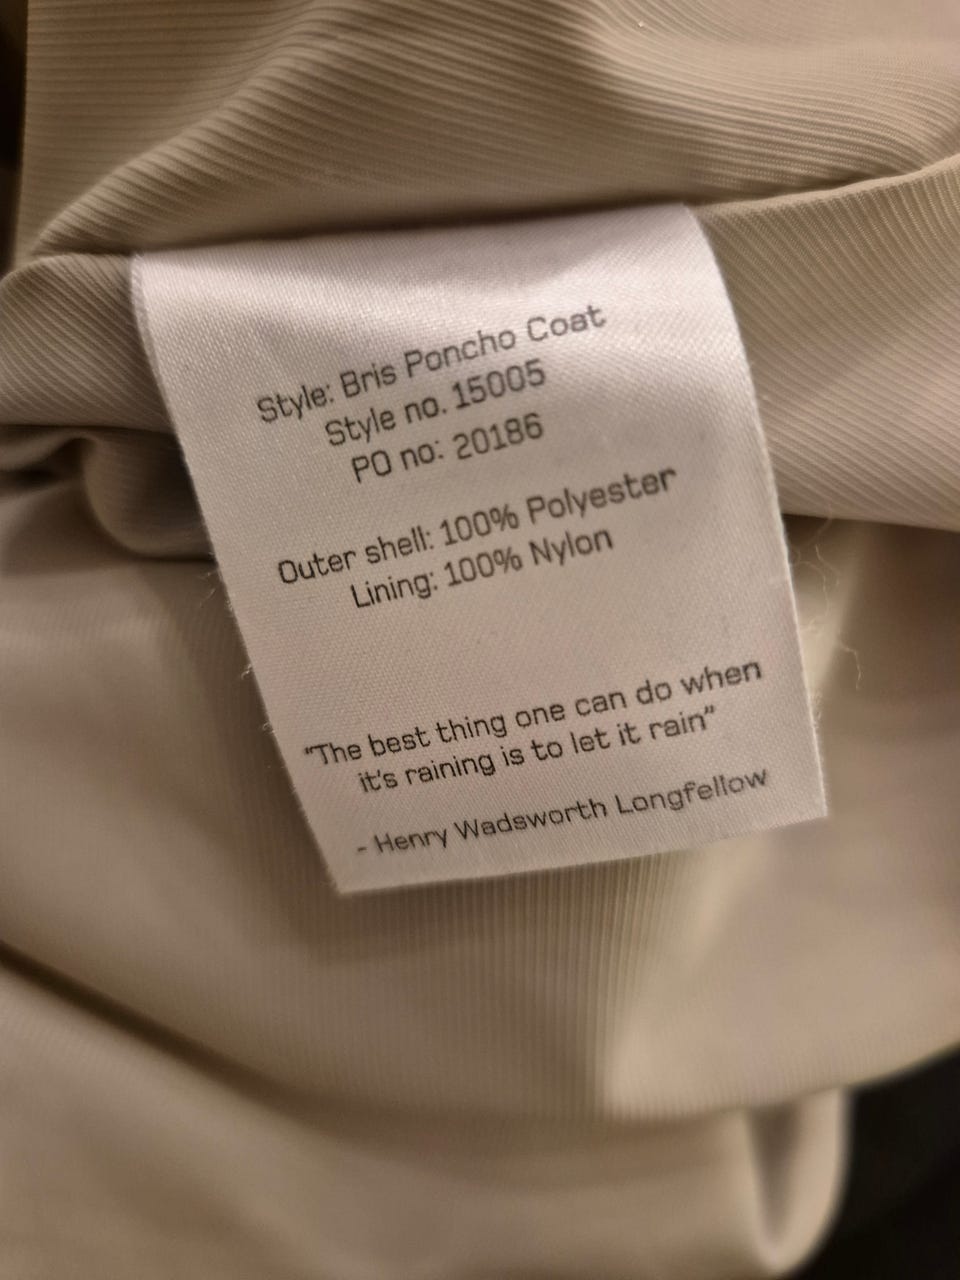 Style: Bris Poncho Coat
Style no. 15005
PO no: 20186
Outer shell: 100% Polyester
Lining: 100% Nylon
“The best thing one can do when
it's raining is to let it rain”
- Henry Wadsworth Longfellow